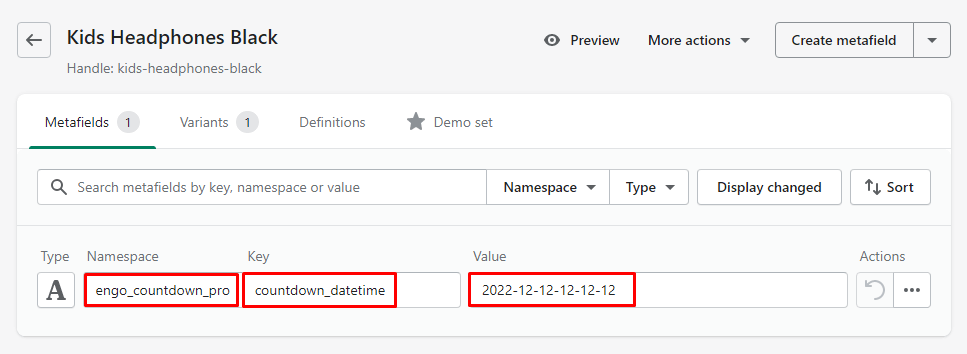 Kids Headphones Black
Preview
More actions
Create metafield
Handle: kids-headphones-black
Metafields 1
Variants 1
Definitions
Demo set
Search metafields by key, namespace or value
Namespace
Type
Display changed
Sort
Type
Namespace
Key
Value
Actions
A
engo_countdown_pro
countdown_datetime
2022-12-12-12-12-12